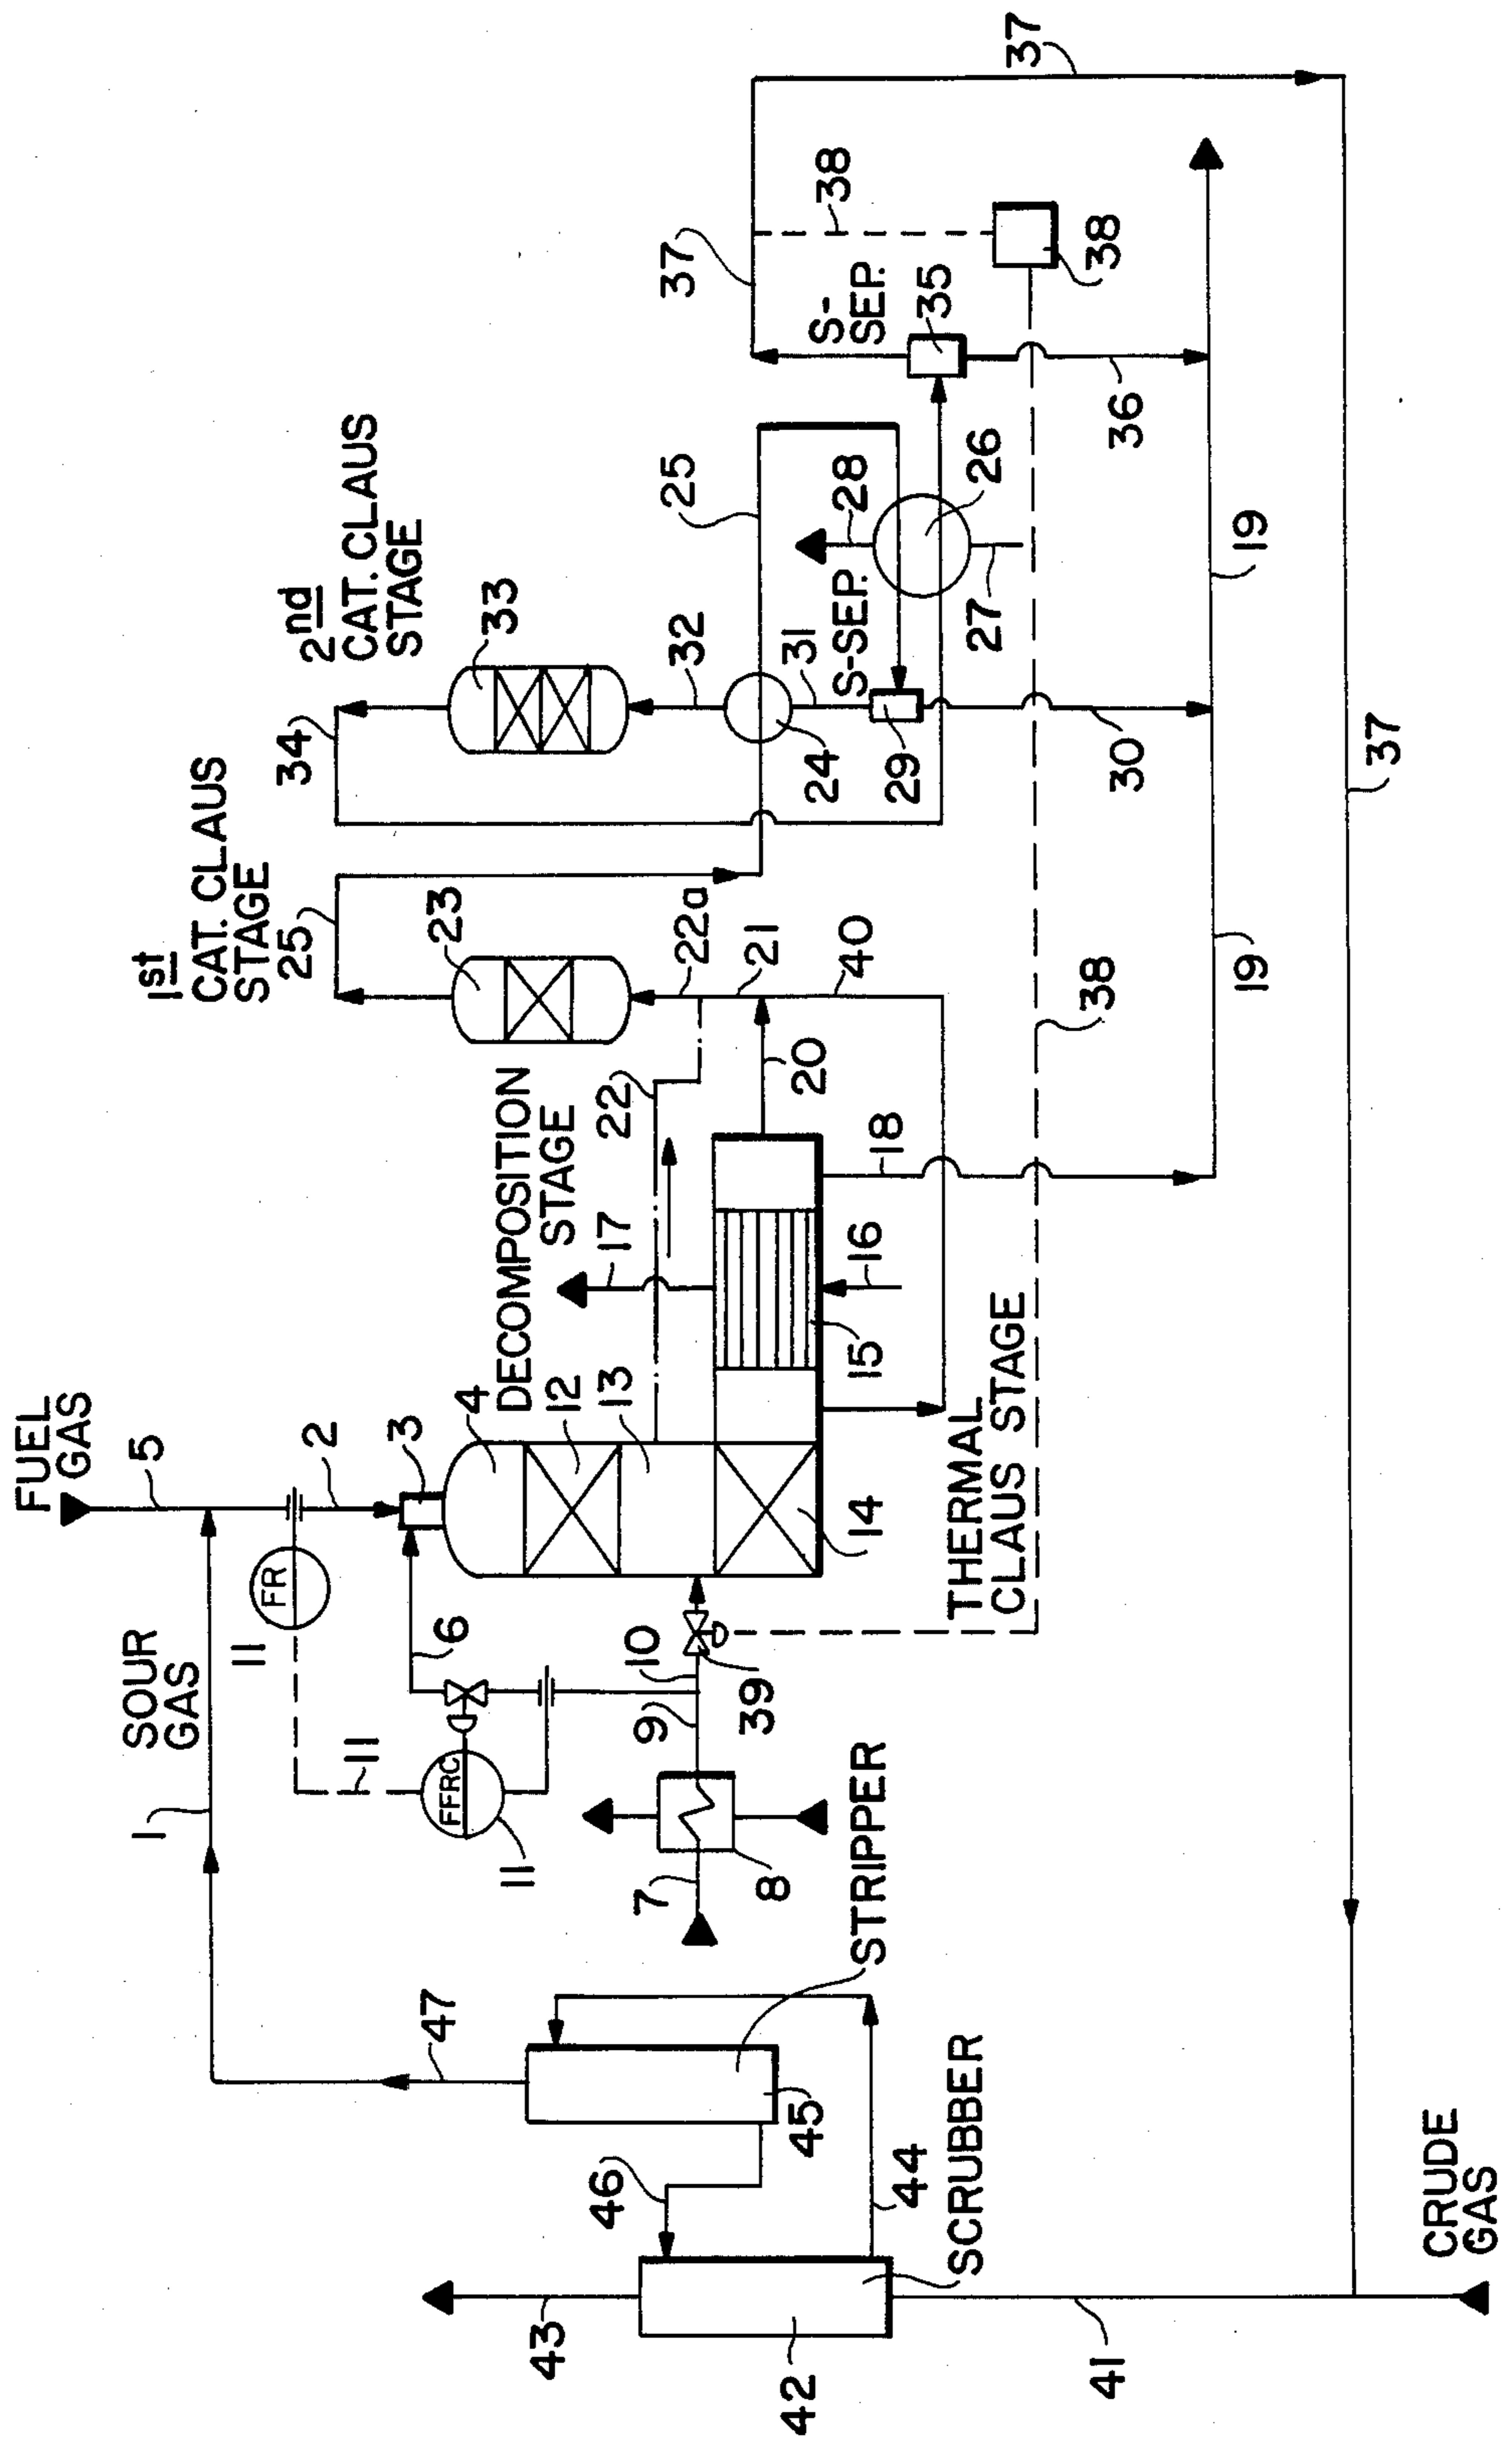 FUEL
GAS
5
2
3
4
DECOMPOSITION
STAGE
12
13
14
SOUR
GAS
1
FR
11
11
FFRC
11
6
10
9
39
7
8
STRIPPER
47
45
46
44
SCRUBBER
43
42
41
CRUDE
GAS
THERMAL
CLAUS STAGE
15
16
17
18
22
20
22a
21
40
23
1st
CAT. CLAUS
STAGE
25
2nd
CAT. CLAUS
STAGE
33
34
32
31
24
25
S-SEP.
28
26
27
29
30
S-
SEP.
35
36
37
38
38
37
38
19
19
37